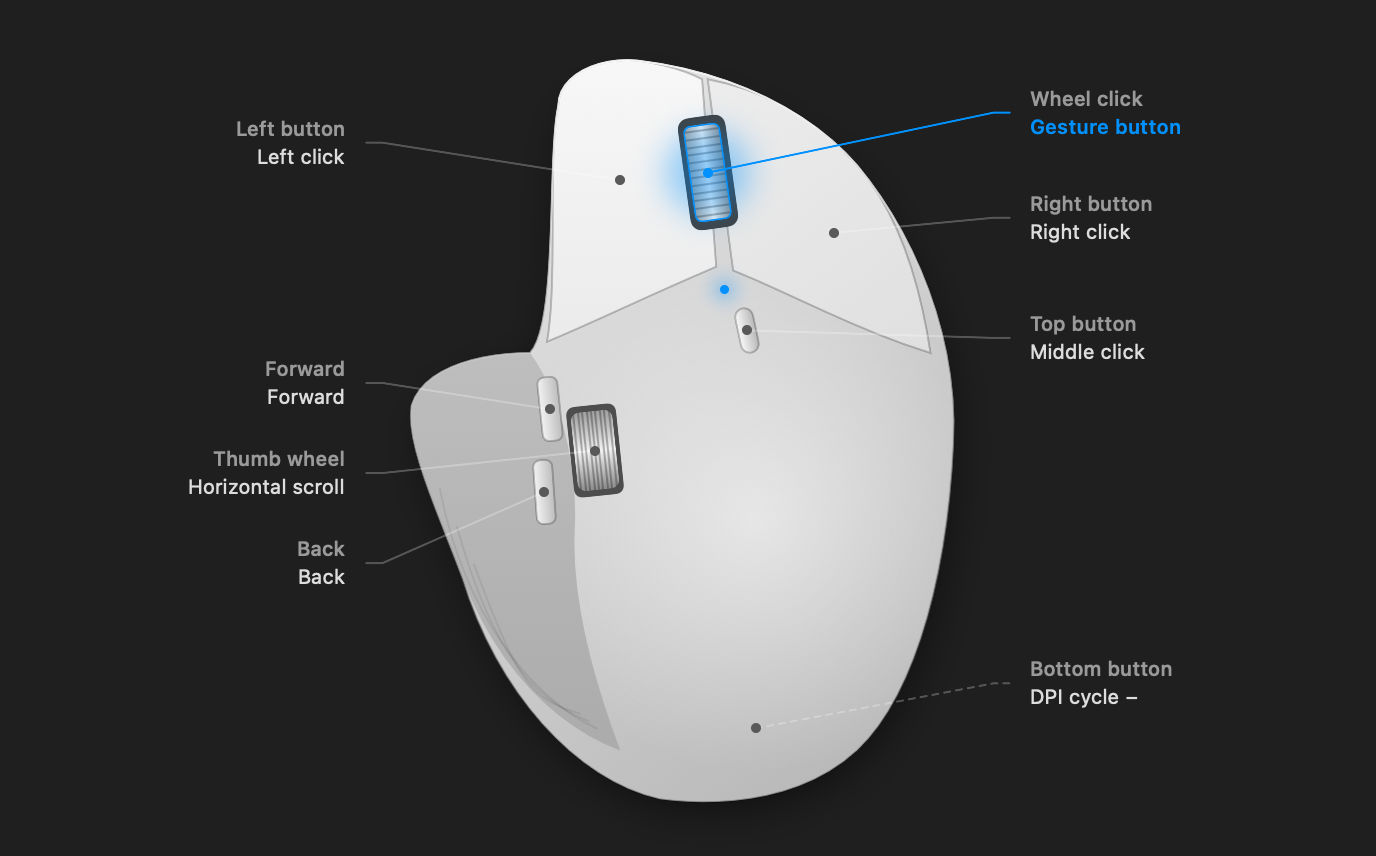 Left button
Left click
Forward
Forward
Thumb wheel
Horizontal scroll
Back
Back
Wheel click
Gesture button
Right button
Right click
Top button
Middle click
Bottom button
DPI cycle –